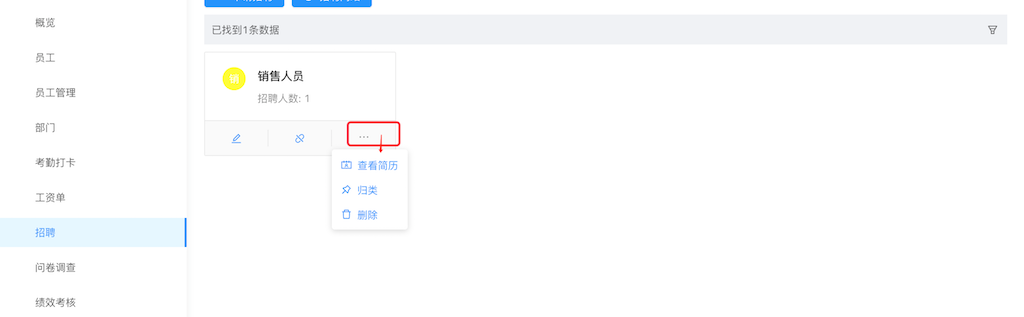 概览
员工
员工管理
部门
考勤打卡
工资单
招聘
问卷调查
绩效考核
已找到1条数据
销
销售人员
招聘人数: 1
···
查看简历
归类
删除